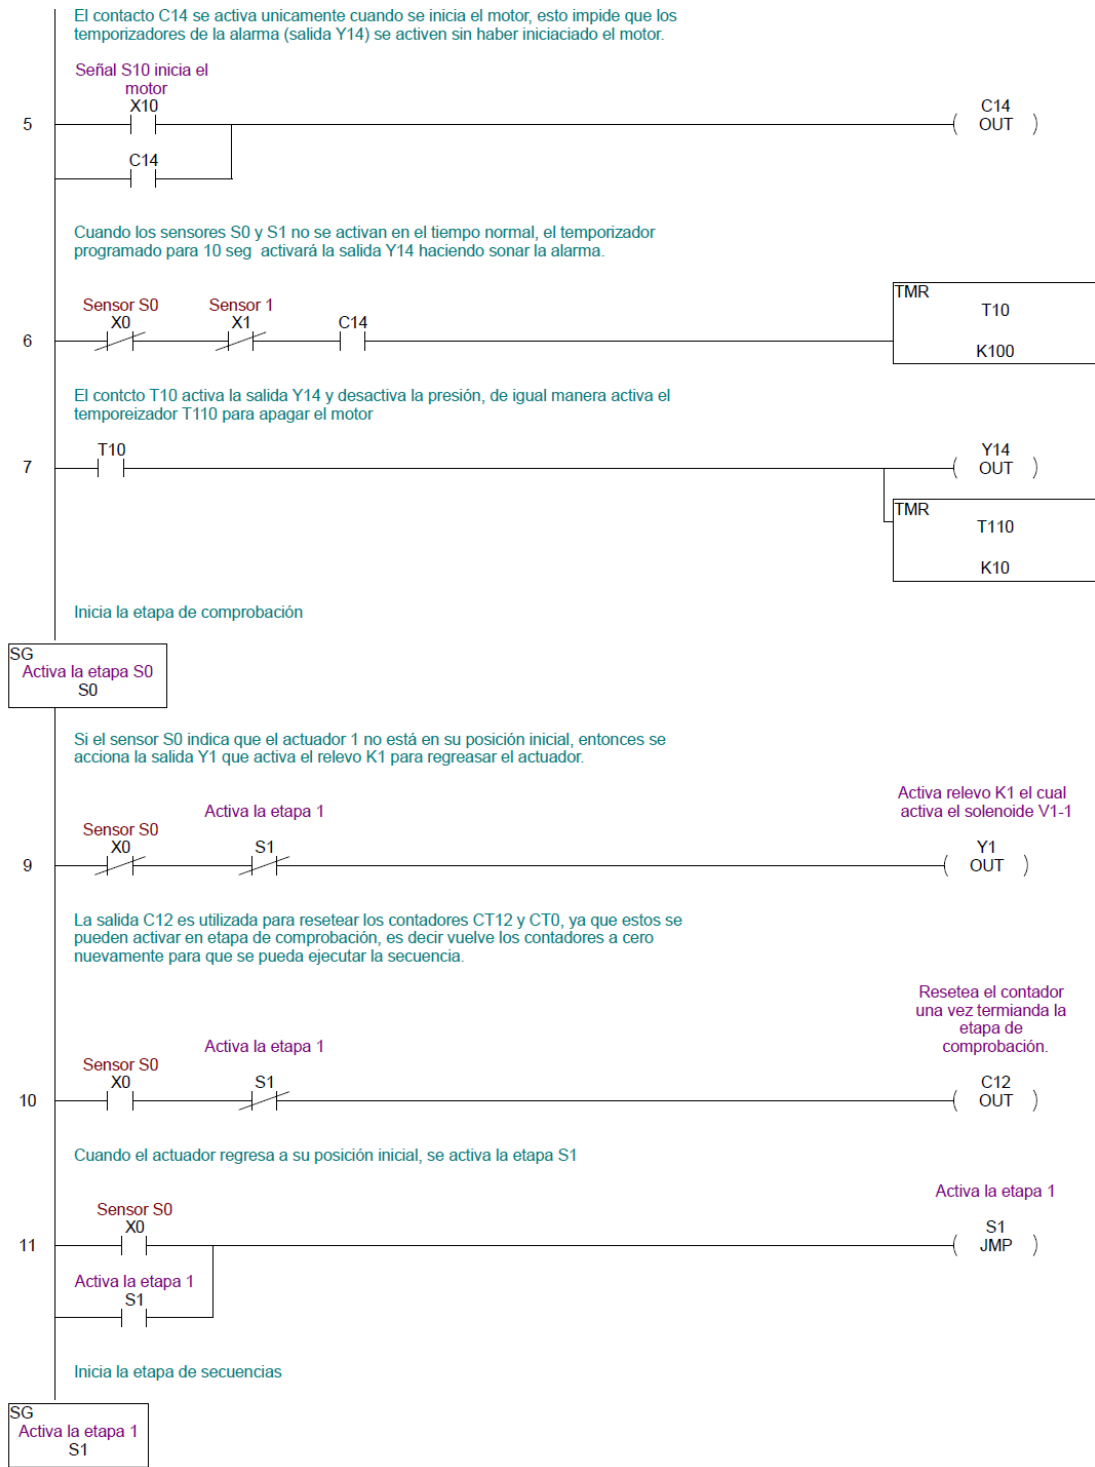 El contacto C14 se activa unicamente cuando se inicia el motor, esto impide que los
temporizadores de la alarma (salida Y14) se activen sin haber iniciaciado el motor.
Señal S10 inicia el
motor
X10
C14
5
OUT
C14
Cuando los sensores S0 y S1 no se activan en el tiempo normal, el temporizador
programado para 10 seg activará la salida Y14 haciendo sonar la alarma.
Sensor S0
Sensor 1
TMR
T10
X0
X1
C14
6
K100
El contcto T10 activa la salida Y14 y desactiva la presión, de igual manera activa el
temporeizador T110 para apagar el motor
T10
Y14
7
OUT
TMR
T110
K10
Inicia la etapa de comprobación
SG
Activa la etapa S0
S0
Si el sensor S0 indica que el actuador 1 no está en su posición inicial, entonces se
acciona la salida Y1 que activa el relevo K1 para regreasar el actuador.
Activa relevo K1 el cual
activa el solenoide V1-1
Activa la etapa 1
Sensor S0
X0
S1
Y1
9
OUT
La salida C12 es utilizada para resetear los contadores CT12 y CT0, ya que estos se
pueden activar en etapa de comprobación, es decir vuelve los contadores a cero
nuevamente para que se pueda ejecutar la secuencia.
Resetea el contador
una vez termianda la
etapa de
comprobación.
Activa la etapa 1
Sensor S0
X0
S1
C12
10
OUT
Cuando el actuador regresa a su posición inicial, se activa la etapa S1
Activa la etapa 1
Sensor S0
X0
S1
11
JMP
Activa la etapa 1
S1
Inicia la etapa de secuencias
SG
Activa la etapa 1
S1